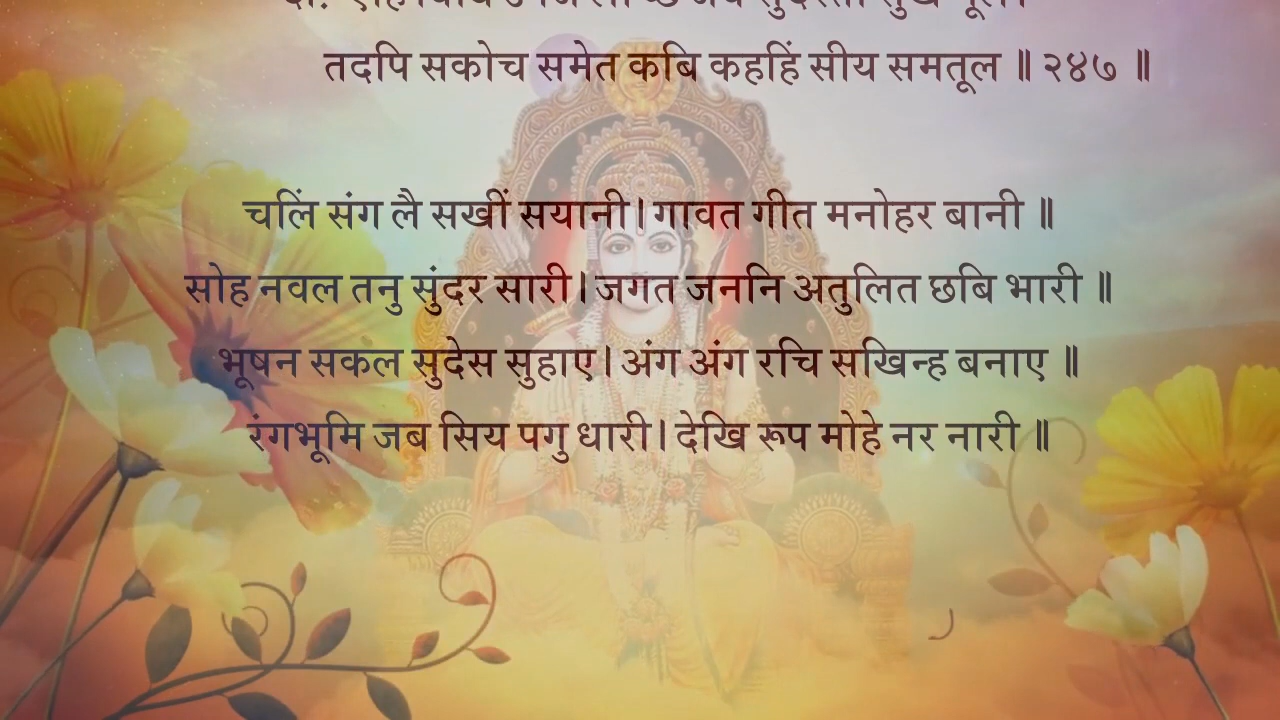 तदपि सकोच समेत कबि कहहिं सीय समतूल ॥ २४७ ॥
चलिं संग लै सखीं सयानी। गावत गीत मनोहर बानी ॥
सोह नवल तनु सुंदर सारी। जगत जननि अतुलित छबि भारी ॥
भूषन सकल सुदेस सुहाए। अंग अंग रचि सखिन्ह बनाए ॥
रंगभूमि जब सिय पगु धारी। देखि रूप मोहे नर नारी ॥